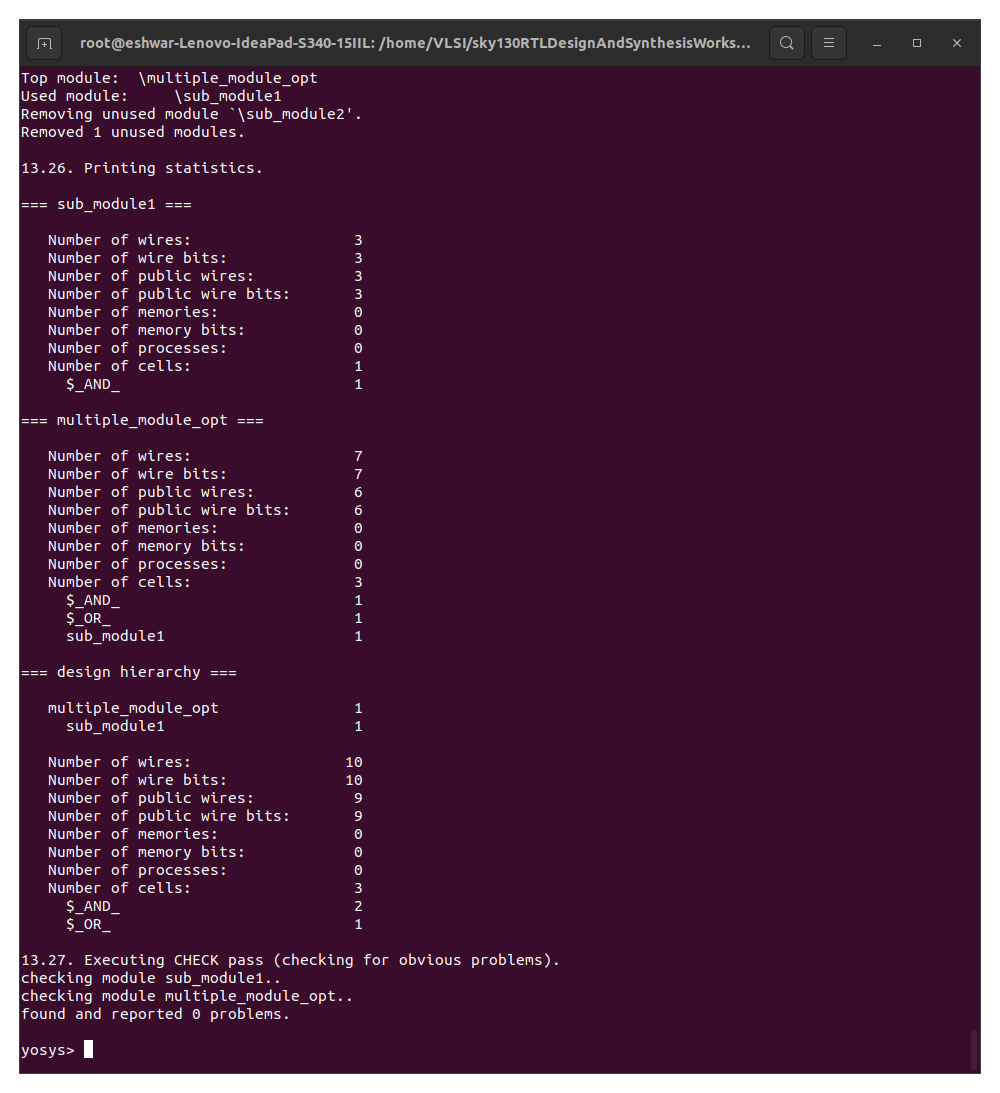 root@eshwar-Lenovo-IdeaPad-S340-15IIL: /home/VLSI/sky130RTLDesignAndSynthesisWorks...
Top module:  \multiple_module_opt
Used module:     \sub_module1
Removing unused module `\sub_module2'.
Removed 1 unused modules.

13.26. Printing statistics.

=== sub_module1 ===

   Number of wires:                  3
   Number of wire bits:              3
   Number of public wires:           3
   Number of public wire bits:       3
   Number of memories:               0
   Number of memory bits:            0
   Number of processes:              0
   Number of cells:                  1
     $_AND_                          1

=== multiple_module_opt ===

   Number of wires:                  7
   Number of wire bits:              7
   Number of public wires:           6
   Number of public wire bits:       6
   Number of memories:               0
   Number of memory bits:            0
   Number of processes:              0
   Number of cells:                  3
     $_AND_                          1
     $_OR_                           1
     sub_module1                     1

=== design hierarchy ===

   multiple_module_opt               1
     sub_module1                     1

   Number of wires:                 10
   Number of wire bits:             10
   Number of public wires:           9
   Number of public wire bits:       9
   Number of memories:               0
   Number of memory bits:            0
   Number of processes:              0
   Number of cells:                  3
     $_AND_                          2
     $_OR_                           1

13.27. Executing CHECK pass (checking for obvious problems).
checking module sub_module1..
checking module multiple_module_opt..
found and reported 0 problems.

yosys>